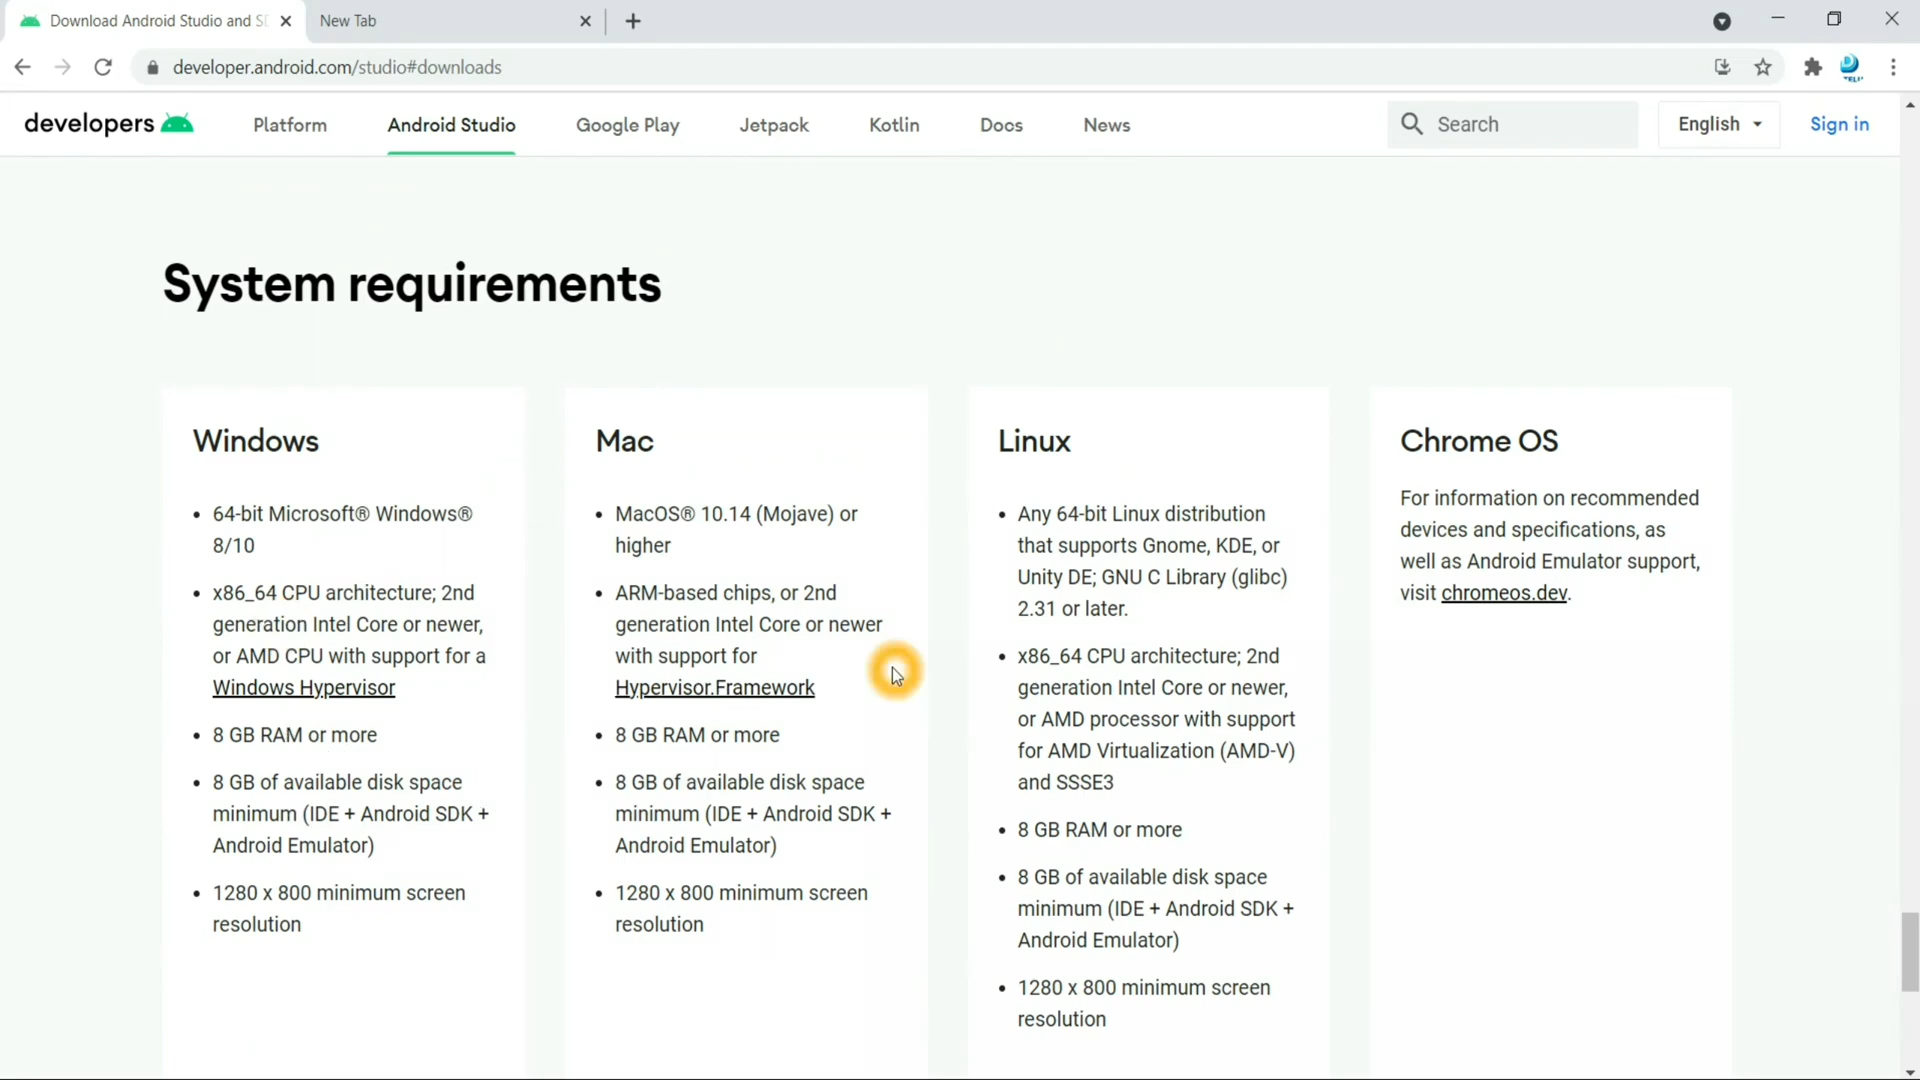 Download Android Studio and S
New Tab
developer.android.com/studio#downloads
developers
Platform
Android Studio
Google Play
Jetpack
Kotlin
Docs
News
Search
English
Sign in
System requirements
Windows
• 64-bit Microsoft® Windows®
8/10
• x86_64 CPU architecture; 2nd
generation Intel Core or newer,
or AMD CPU with support for a
Windows Hypervisor
• 8 GB RAM or more
• 8 GB of available disk space
minimum (IDE + Android SDK +
Android Emulator)
• 1280 x 800 minimum screen
resolution
Mac
• MacOS® 10.14 (Mojave) or
higher
• ARM-based chips, or 2nd
generation Intel Core or newer
with support for
Hypervisor.Framework
• 8 GB RAM or more
• 8 GB of available disk space
minimum (IDE + Android SDK +
Android Emulator)
• 1280 x 800 minimum screen
resolution
Linux
• Any 64-bit Linux distribution
that supports Gnome, KDE, or
Unity DE; GNU C Library (glibc)
2.31 or later.
• x86_64 CPU architecture; 2nd
generation Intel Core or newer,
or AMD processor with support
for AMD Virtualization (AMD-V)
and SSSE3
• 8 GB RAM or more
• 8 GB of available disk space
minimum (IDE + Android SDK +
Android Emulator)
• 1280 x 800 minimum screen
resolution
Chrome OS
For information on recommended
devices and specifications, as
well as Android Emulator support,
visit chromeos.dev.